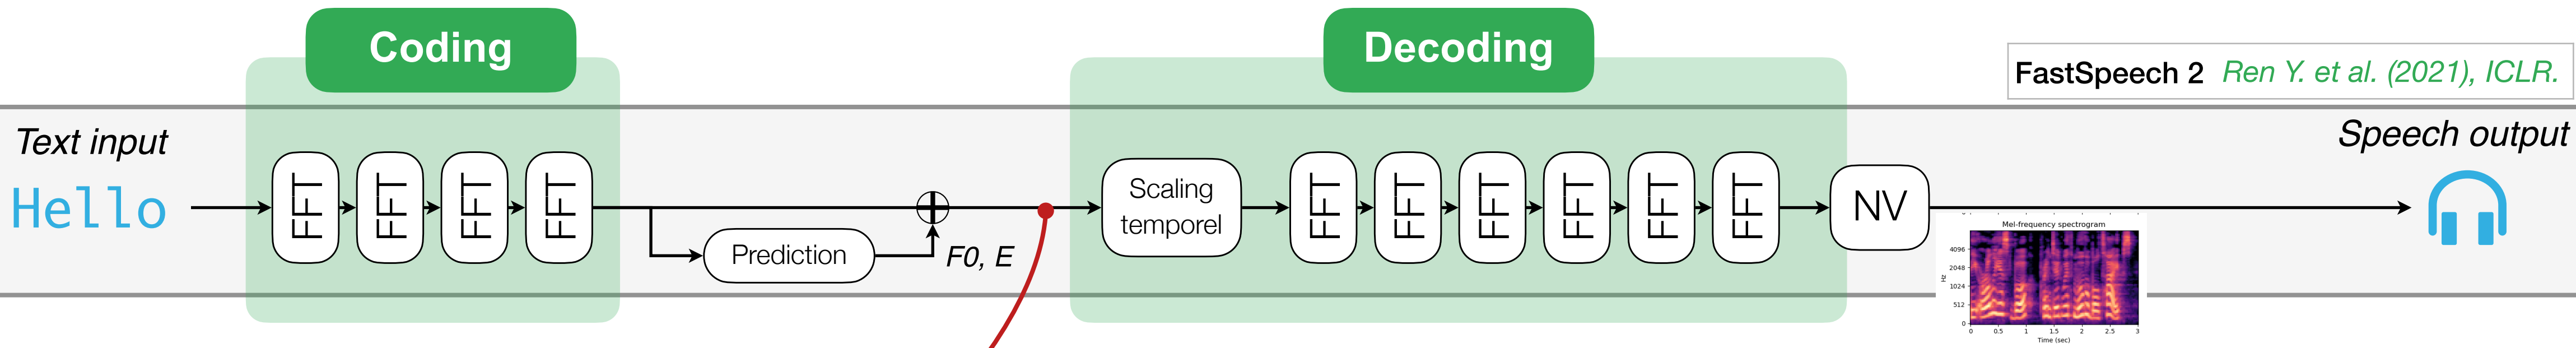 Coding
Decoding
FastSpeech 2 Ren Y. et al. (2021), ICLR.
Text input
Speech output
Hello
FFT
FFT
FFT
FFT
Prediction
F0, E
Scaling
temporel
FFT
FFT
FFT
FFT
FFT
FFT
NV
Mel-frequency spectrogram
4096
2048
1024
512
0
Hz
0 0.5 1 1.5 2 2.5 3
Time (sec)